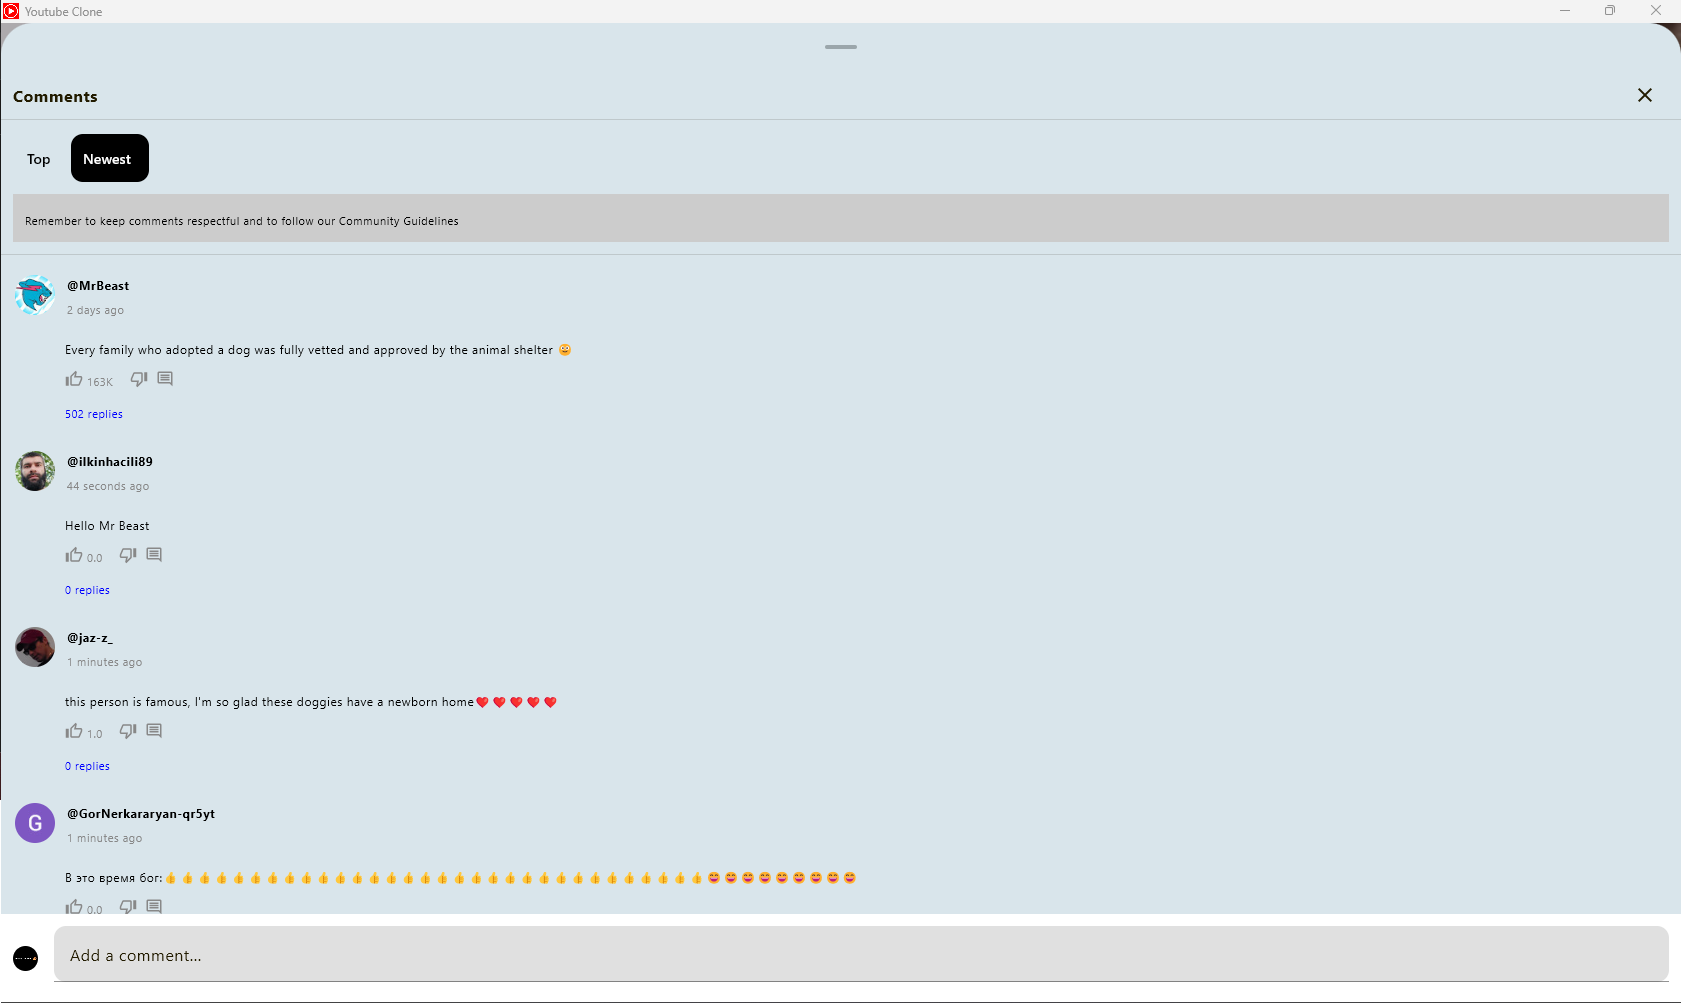 Youtube Clone
Comments
Top
Newest
Remember to keep comments respectful and to follow our Community Guidelines
@MrBeast
2 days ago
Every family who adopted a dog was fully vetted and approved by the animal shelter 😳
163K
502 replies
@ilkinhacili89
44 seconds ago
Hello Mr Beast
0.0
0 replies
@jaz-z_
1 minutes ago
this person is famous, I'm so glad these doggies have a newborn home❤️❤️❤️❤️❤️
1.0
0 replies
G
@GorNerkararyan-qr5yt
1 minutes ago
В это время бог:👍👍👍👍👍👍👍👍👍👍👍👍👍👍👍👍👍👍👍👍👍👍👍👍👍👍👍👍👍👍👍👍😋😋😋😋😋😋😋😋😋
0.0
Add a comment...